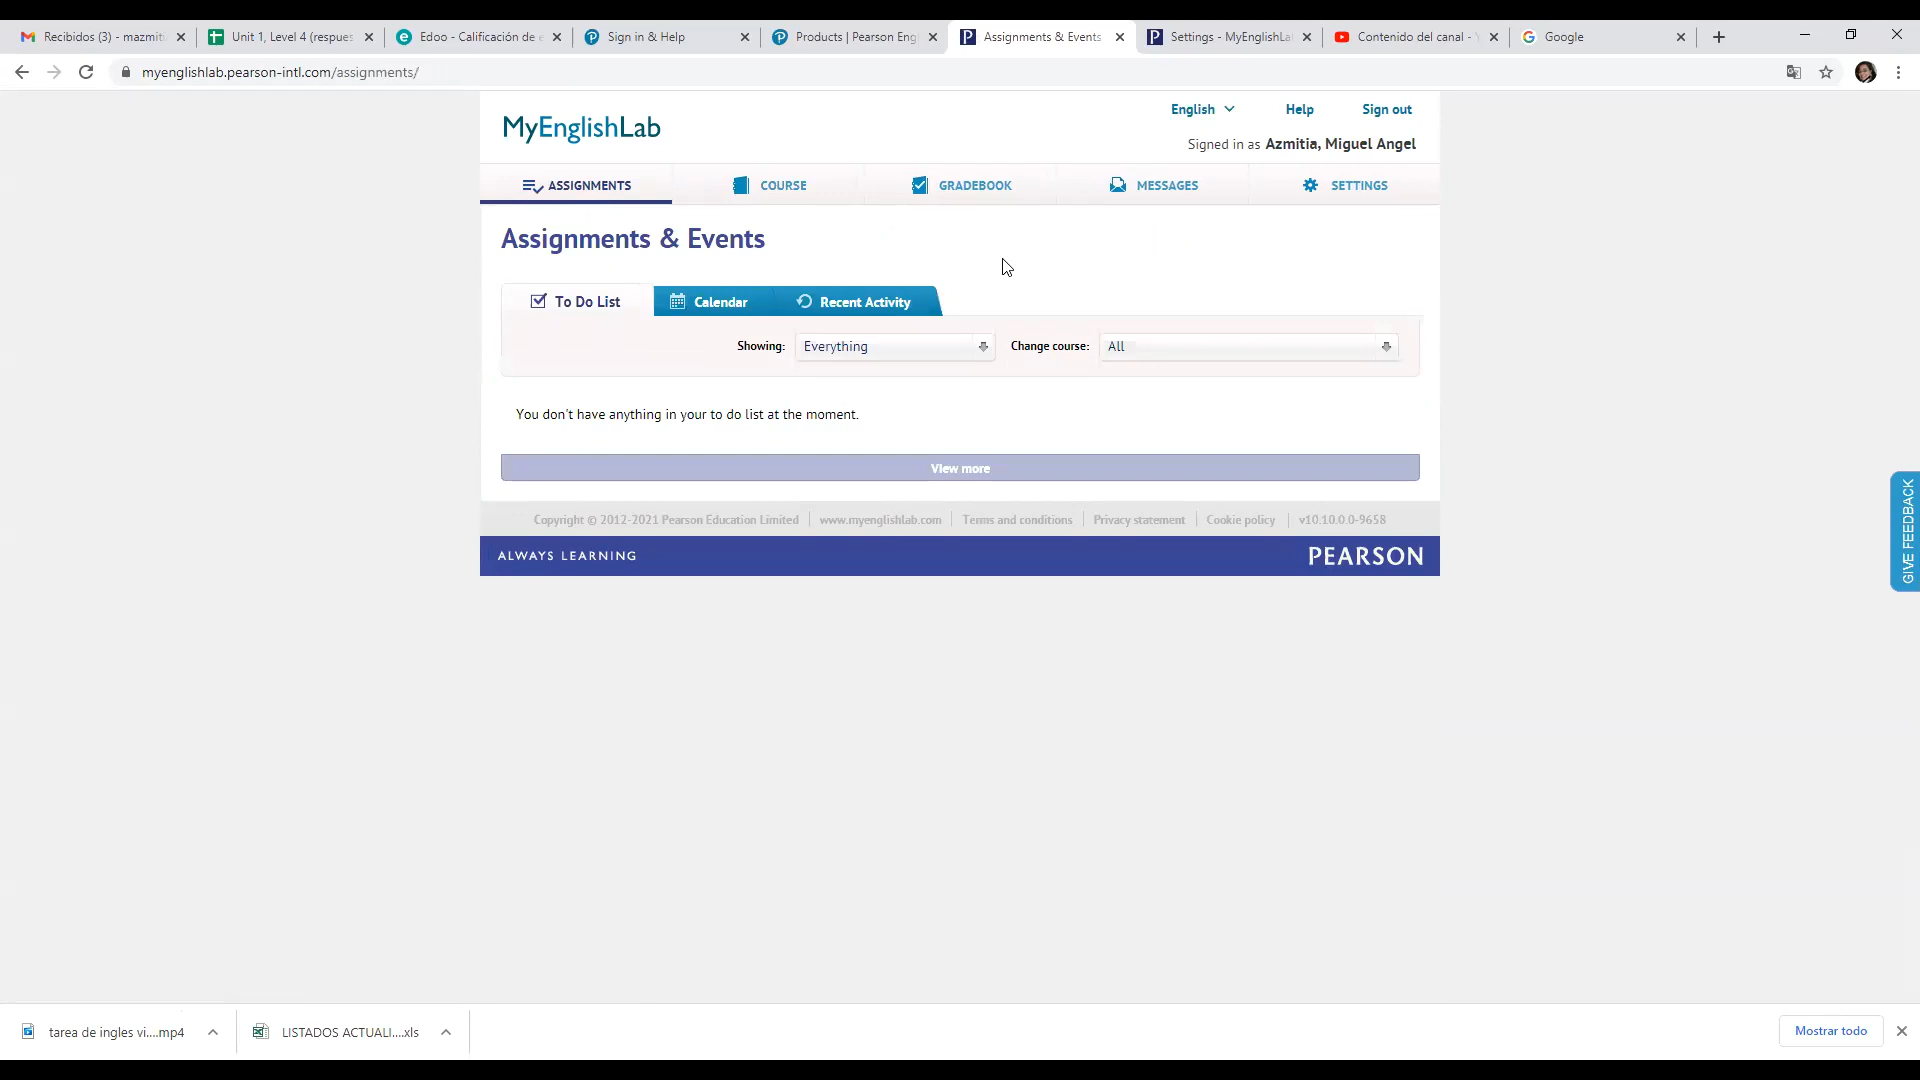 Recibidos (3) - mazmit
Unit 1, Level 4 (respues
Edoo - Calificación de e
Sign in & Help
Products | Pearson Eng
Assignments & Events
Settings - MyEnglishLa
Contenido del canal -
Google
myenglishlab.pearson-intl.com/assignments/
English
Help
Sign out
MyEnglishLab
Signed in as Azmitia, Miguel Angel
ASSIGNMENTS
COURSE
GRADEBOOK
MESSAGES
SETTINGS
Assignments & Events
To Do List
Calendar
Recent Activity
Showing: Everything
Change course: All
You don't have anything in your to do list at the moment.
View more
Copyright © 2012-2021 Pearson Education Limited
www.myenglishlab.com
Terms and conditions
Privacy statement
Cookie policy
v10.10.0.0-9658
ALWAYS LEARNING
PEARSON
GIVE FEEDBACK
tarea de ingles vi....mp4
LISTADOS ACTUALI....xls
Mostrar todo